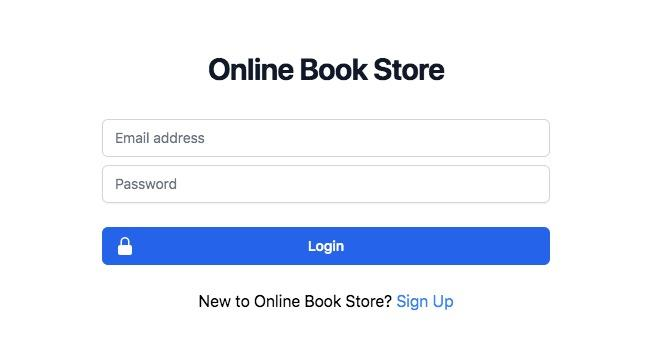 Online Book Store
Email address
Password
Login
New to Online Book Store? Sign Up